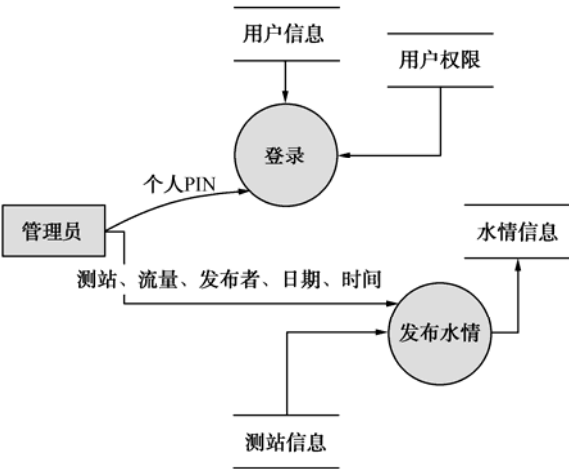 用户信息
用户权限
登录
个人PIN
管理员
水情信息
测站、流量、发布者、日期、时间
发布水情
测站信息